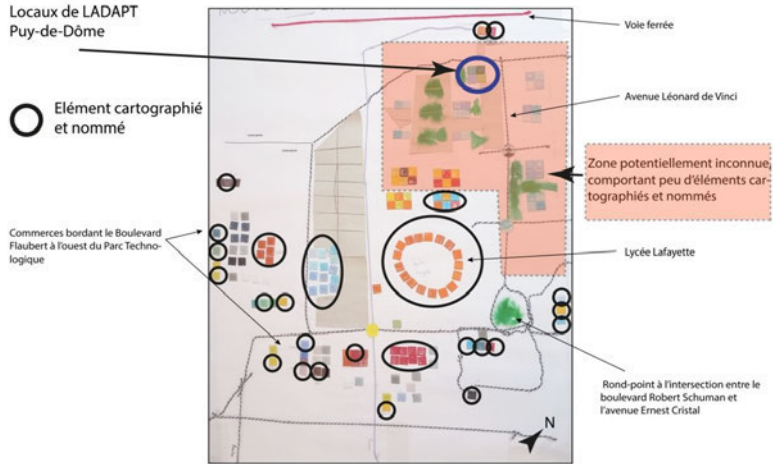 Locaux de LADAPT
Puy-de-Dôme
Voie ferrée
Elément cartographié
et nommé
Avenue Léonard de Vinci
Zone potentiellement inconnue,
comportant peu d'éléments car-
tographiés et nommés
Commerces bordant le Boulevard
Flaubert à l'ouest du Parc Techno-
logique
Lycée Lafayette
Rond-point à l'intersection entre le
boulevard Robert Schuman et
l'avenue Ernest Cristal
N